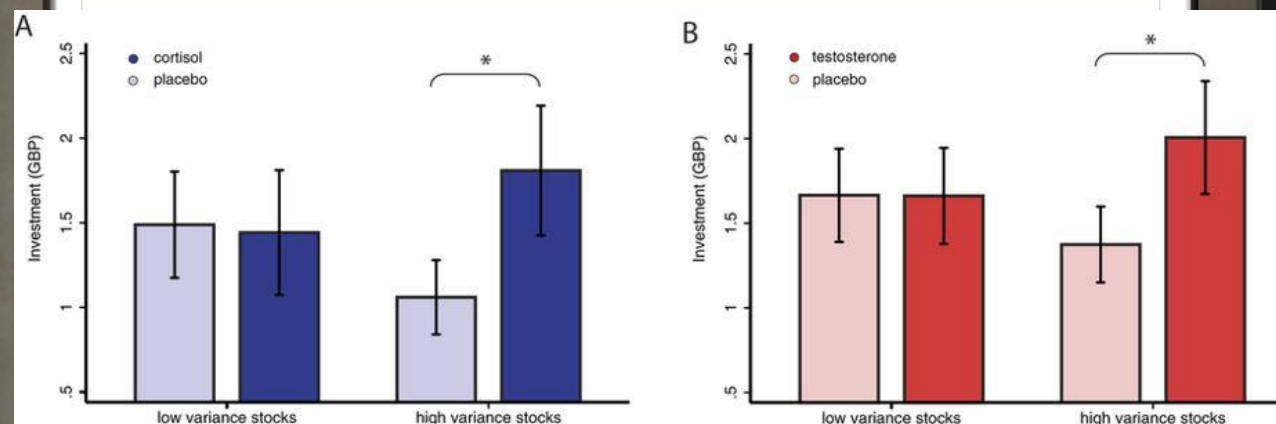 A
cortisol
placebo
*
Investment (GBP)
2.5
2
1.5
1
.5
low variance stocks
high variance stocks
B
testosterone
placebo
*
Investment (GBP)
2.5
2
1.5
1
.5
low variance stocks
high variance stocks